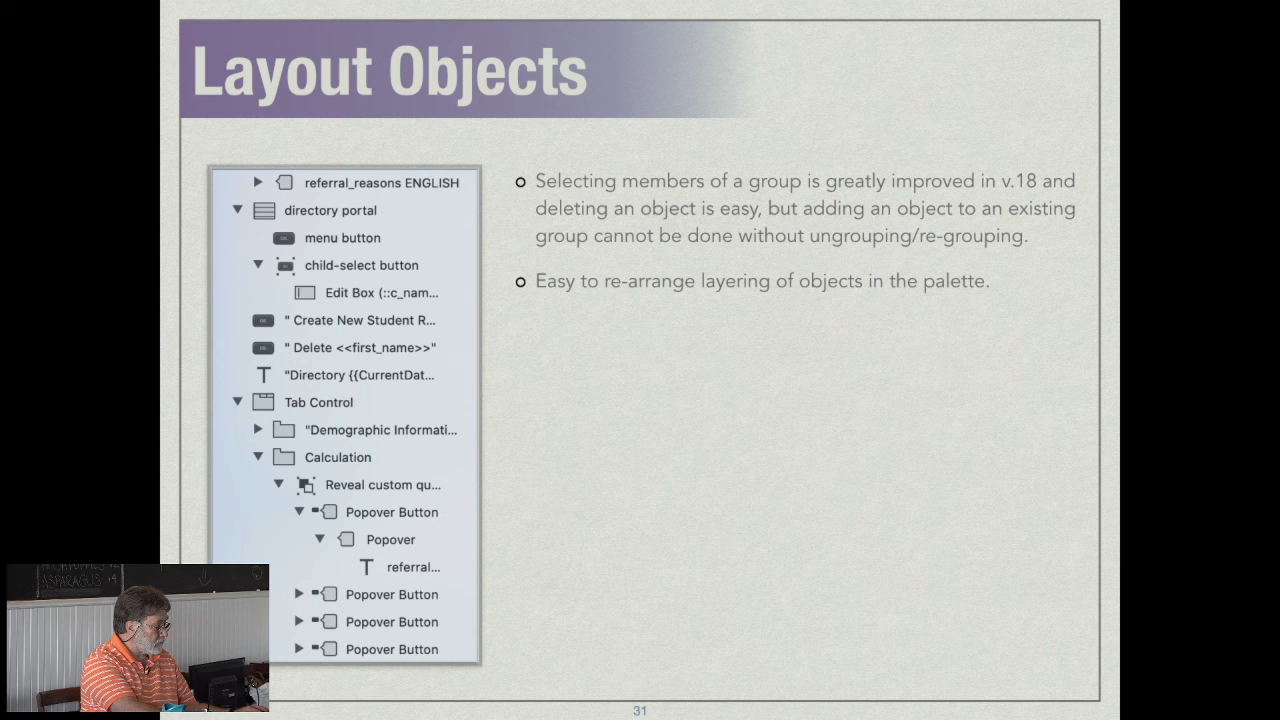 Layout Objects
referral_reasons ENGLISH
directory portal
menu button
child-select button
Edit Box (::c_nam...
" Create New Student R...
" Delete <<first_name>>"
"Directory {{CurrentDat...
Tab Control
"Demographic Informati...
Calculation
Reveal custom qu...
Popover Button
Popover
referral...
Popover Button
Popover Button
Popover Button
Selecting members of a group is greatly improved in v.18 and
deleting an object is easy, but adding an object to an existing
group cannot be done without ungrouping/re-grouping.
Easy to re-arrange layering of objects in the palette.
ASPARAGUS
31